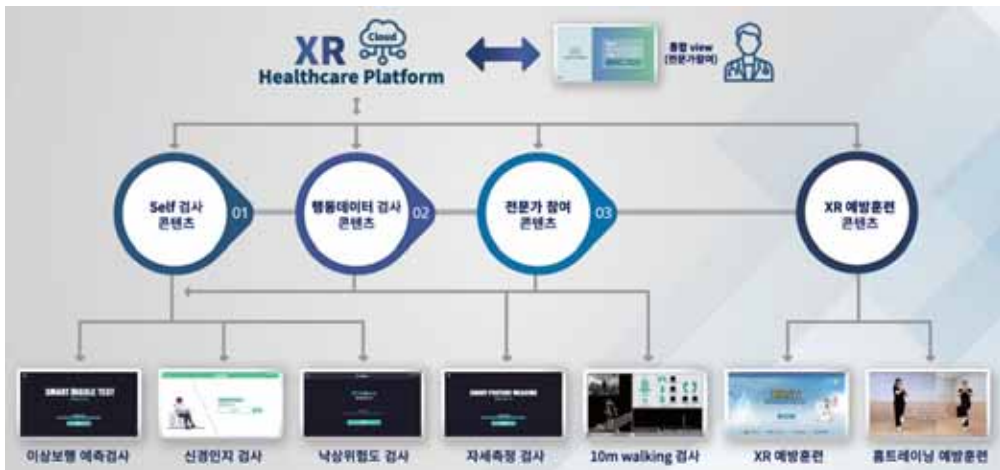 XR
Cloud
Healthcare Platform
통합 view
(전문가참여)
Self 검사
콘텐츠
01
행동데이터 검사
콘텐츠
02
전문가 참여
콘텐츠
03
XR 예방훈련
콘텐츠
SMART MOBILE TEST
SMART POSTURE MEASURE
이상보행 예측검사
신경인지 검사
낙상위험도 검사
자세측정 검사
10m walking 검사
XR 예방훈련
홈트레이닝 예방훈련